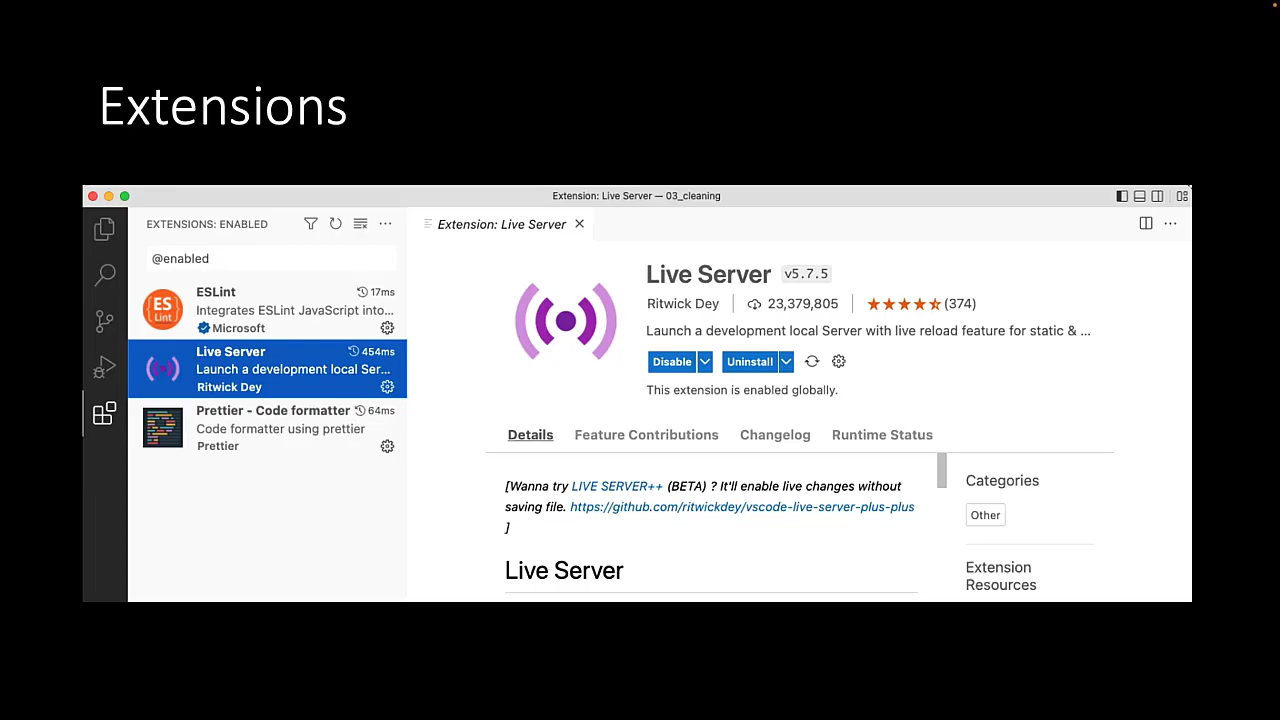 Extensions
Extension: Live Server — 03_cleaning
EXTENSIONS: ENABLED
@enabled
ES
Lint
ESLint
17ms
Integrates ESLint JavaScript into...
Microsoft
Live Server
454ms
Launch a development local Ser...
Ritwick Dey
Prettier - Code formatter
64ms
Code formatter using prettier
Prettier
Extension: Live Server
Live Server v5.7.5
Ritwick Dey 23,379,805 (374)
Launch a development local Server with live reload feature for static & ...
Disable Uninstall
This extension is enabled globally.
Details Feature Contributions Changelog Runtime Status
[Wanna try LIVE SERVER++ (BETA) ? It'll enable live changes without
saving file. https://github.com/ritwickdey/vscode-live-server-plus-plus
]
Live Server
Categories
Other
Extension
Resources